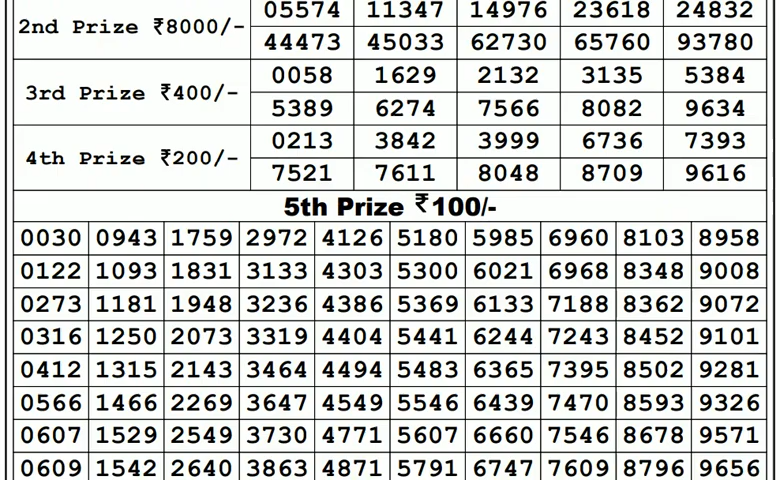 2nd Prize ₹8000/-
05574 11347 14976 23618 24832
44473 45033 62730 65760 93780
3rd Prize ₹400/-
0058 1629 2132 3135 5384
5389 6274 7566 8082 9634
4th Prize ₹200/-
0213 3842 3999 6736 7393
7521 7611 8048 8709 9616
5th Prize ₹100/-
0030 0943 1759 2972 4126 5180 5985 6960 8103 8958
0122 1093 1831 3133 4303 5300 6021 6968 8348 9008
0273 1181 1948 3236 4386 5369 6133 7188 8362 9072
0316 1250 2073 3319 4404 5441 6244 7243 8452 9101
0412 1315 2143 3464 4494 5483 6365 7395 8502 9281
0566 1466 2269 3647 4549 5546 6439 7470 8593 9326
0607 1529 2549 3730 4771 5607 6660 7546 8678 9571
0609 1542 2640 3863 4871 5791 6747 7609 8796 9656